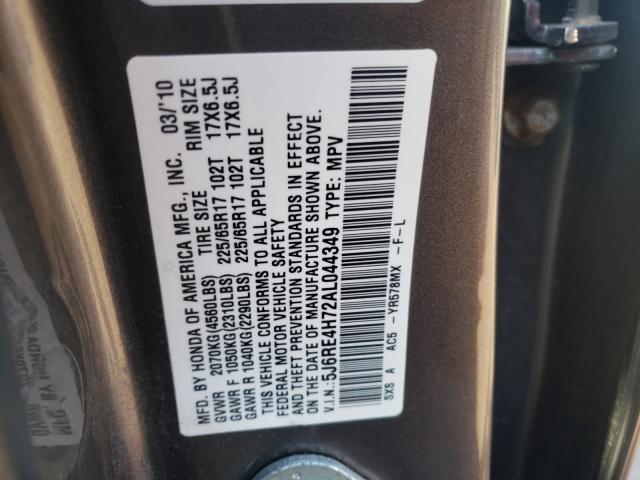 MFD. BY HONDA OF AMERICA MFG., INC. 03/'10
GVWR 2070KG(4560LBS) TIRE SIZE RIM SIZE
GAWR F 1050KG(2310LBS) 225/65R17 102T 17X6.5J
GAWR R 1040KG(2290LBS) 225/65R17 102T 17X6.5J
THIS VEHICLE CONFORMS TO ALL APPLICABLE
FEDERAL MOTOR VEHICLE SAFETY
AND THEFT PREVENTION STANDARDS IN EFFECT
ON THE DATE OF MANUFACTURE SHOWN ABOVE.
V.I.N.: 5J6RE4H72AL044349 TYPE: MPV
SXS A AC5 -YR578MX -F-L